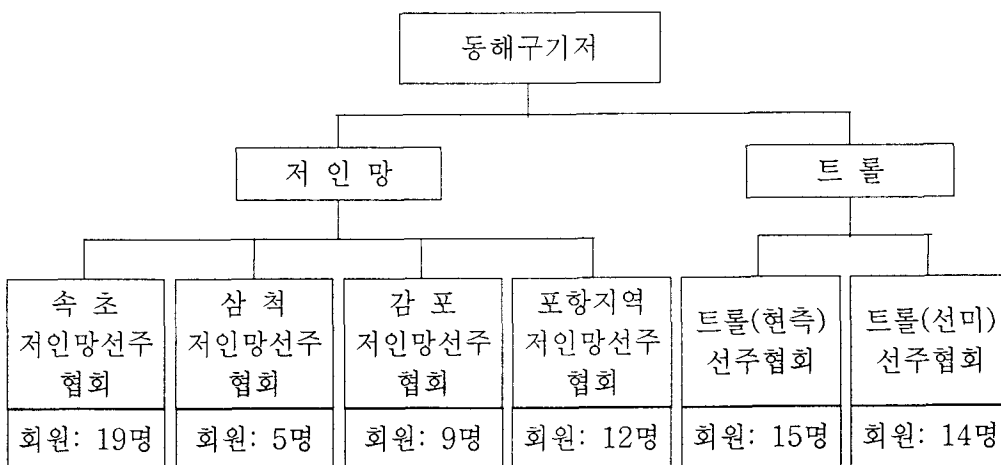 동해구기저
저 인 망
트 롤
속 초
저인망선주
협회
회원: 19명
삼 척
저인망선주
협회
회원: 5명
감 포
저인망선주
협회
회원: 9명
포항지역
저인망선주
협회
회원: 12명
트롤(현측)
선주협회
회원: 15명
트롤(선미)
선주협회
회원: 14명